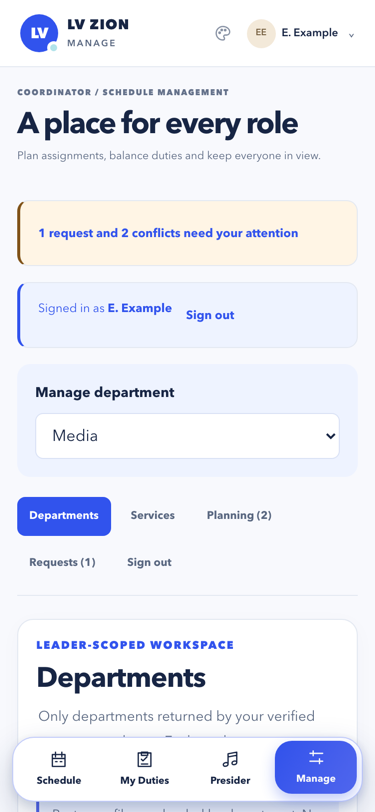 LV
LV ZION
MANAGE
EE
E. Example
COORDINATOR / SCHEDULE MANAGEMENT
A place for every role
Plan assignments, balance duties and keep everyone in view.
1 request and 2 conflicts need your attention
Signed in as E. Example
Sign out
Manage department
Media
Departments
Services
Planning (2)
Requests (1)
Sign out
LEADER-SCOPED WORKSPACE
Departments
Only departments returned by your verified
Schedule
My Duties
Presider
Manage